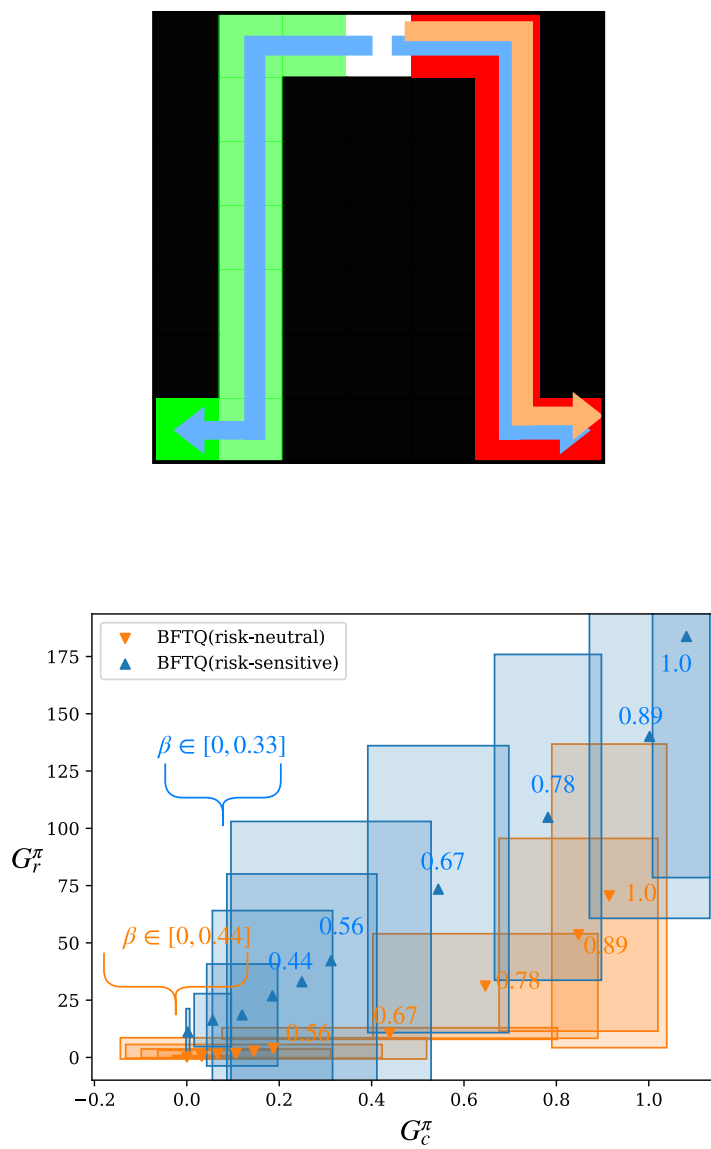 BFTQ(risk-neutral)
BFTQ(risk-sensitive)
175
150
125
100
75
50
25
0
G_r^π
β ∈ [0, 0.33]
β ∈ [0, 0.44]
1.0
0.89
0.78
0.67
0.56
0.44
1.0
0.89
0.78
0.67
0.56
−0.2 0.0 0.2 0.4 0.6 0.8 1.0
G_c^π